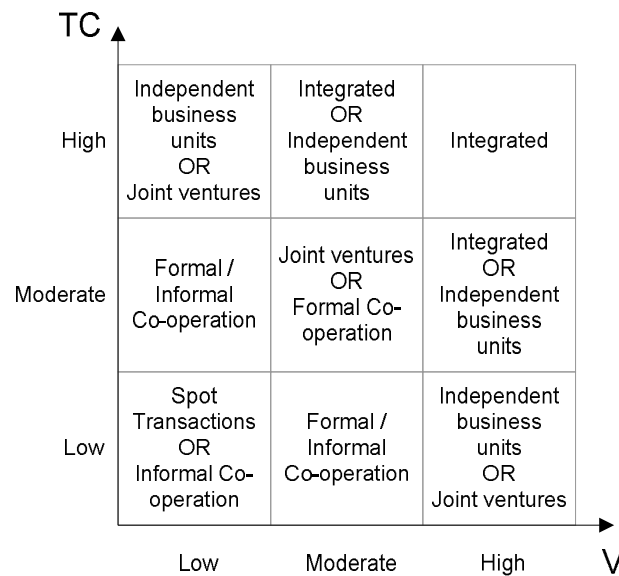 TC
High
Independent
business
units
OR
Joint ventures
Integrated
OR
Independent
business
units
Integrated
Moderate
Formal /
Informal
Co-operation
Joint ventures
OR
Formal Co-
operation
Integrated
OR
Independent
business
units
Low
Spot
Transactions
OR
Informal Co-
operation
Formal /
Informal
Co-operation
Independent
business
units
OR
Joint ventures
Low
Moderate
High
V